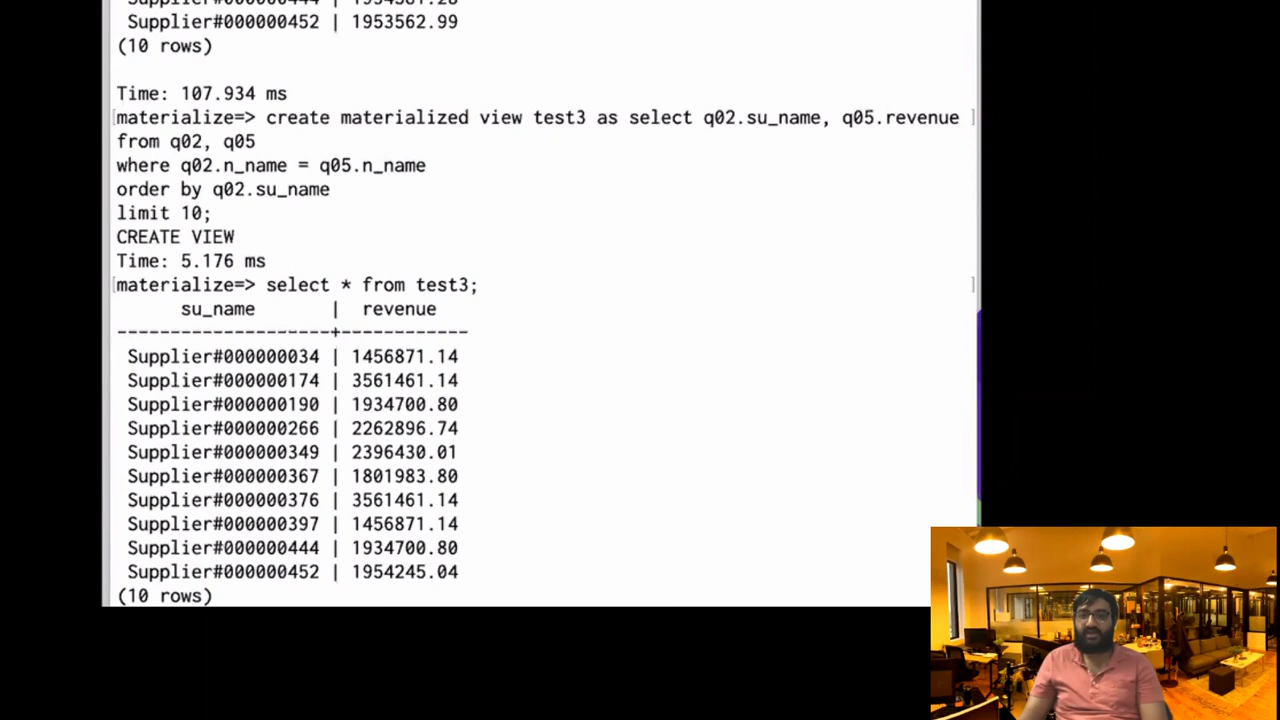 Supplier#000000452 | 1953562.99
(10 rows)
Time: 107.934 ms
materialize=> create materialized view test3 as select q02.su_name, q05.revenue
from q02, q05
where q02.n_name = q05.n_name
order by q02.su_name
limit 10;
CREATE VIEW
Time: 5.176 ms
materialize=> select * from test3;
su_name | revenue
--------------------+------------
Supplier#000000034 | 1456871.14
Supplier#000000174 | 3561461.14
Supplier#000000190 | 1934700.80
Supplier#000000266 | 2262896.74
Supplier#000000349 | 2396430.01
Supplier#000000367 | 1801983.80
Supplier#000000376 | 3561461.14
Supplier#000000397 | 1456871.14
Supplier#000000444 | 1934700.80
Supplier#000000452 | 1954245.04
(10 rows)